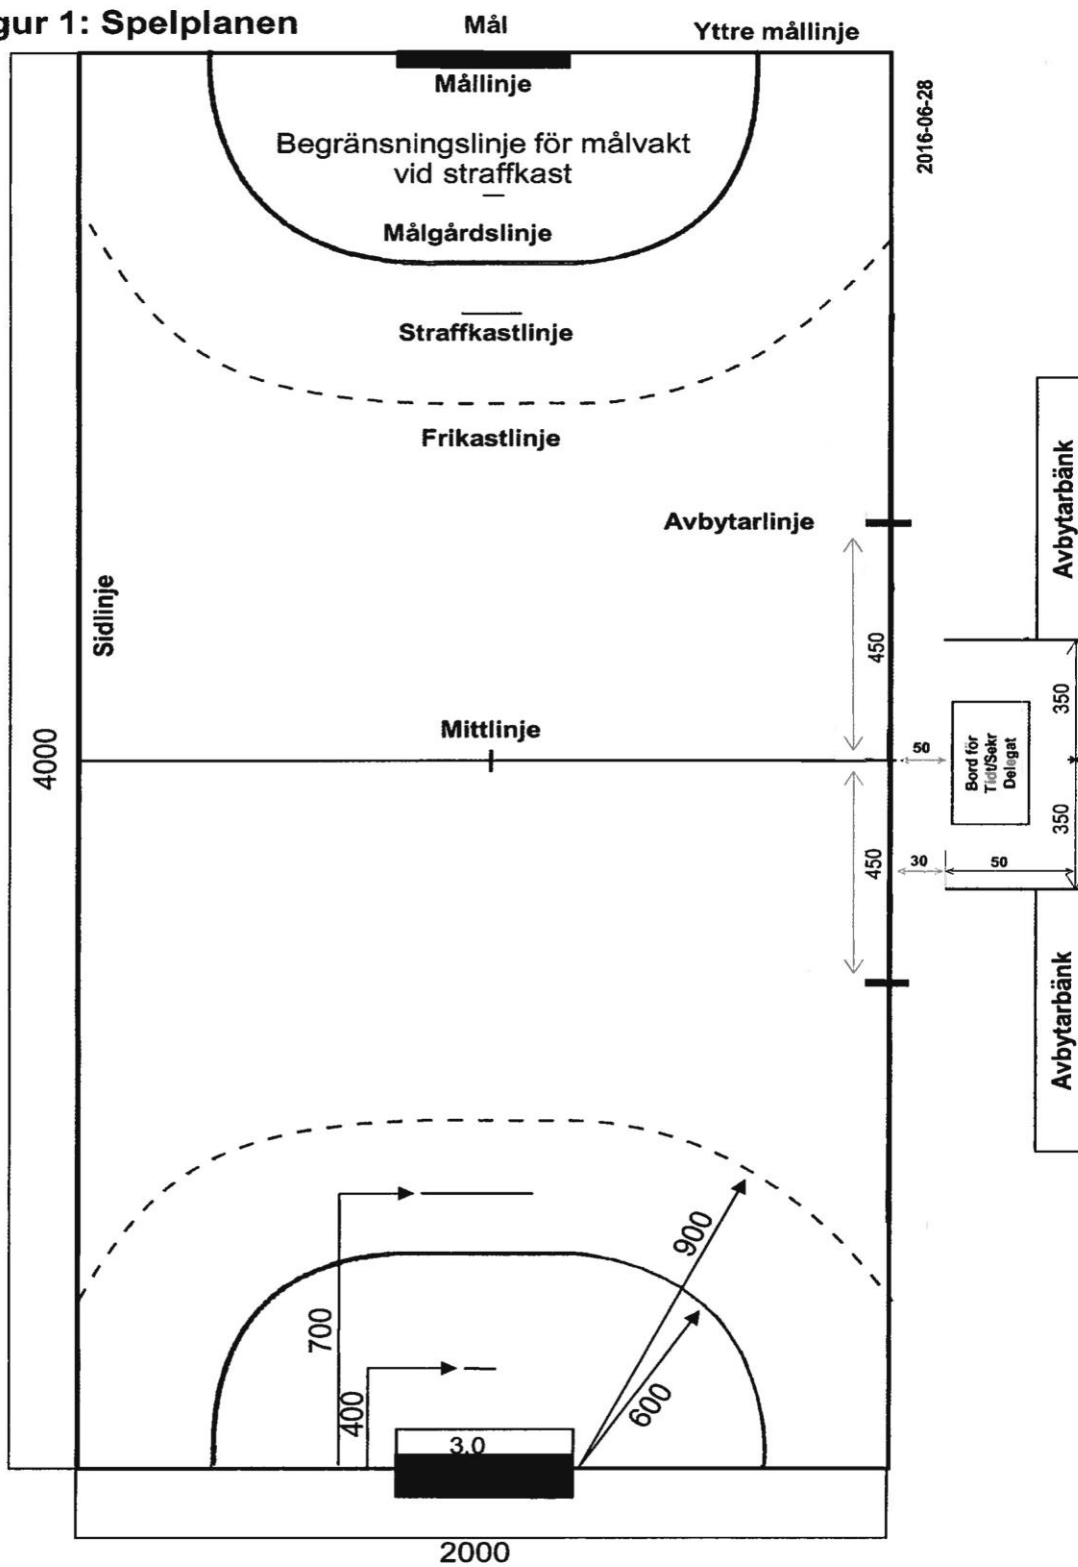 gur 1: Spelplanen
Mål
Yttre mållinje
Mållinje
2016-06-28
Begränsningslinje för målvakt
vid straffkast
Målgårdslinje
Straffkastlinje
Frikastlinje
Avbytarlinje
Avbytarbänk
Sidlinje
450
350
Mittlinje
4000
50
Bord för
Tidt/Sekr
Delegat
350
450
30
50
Avbytarbänk
900
700
400
600
3.0
2000